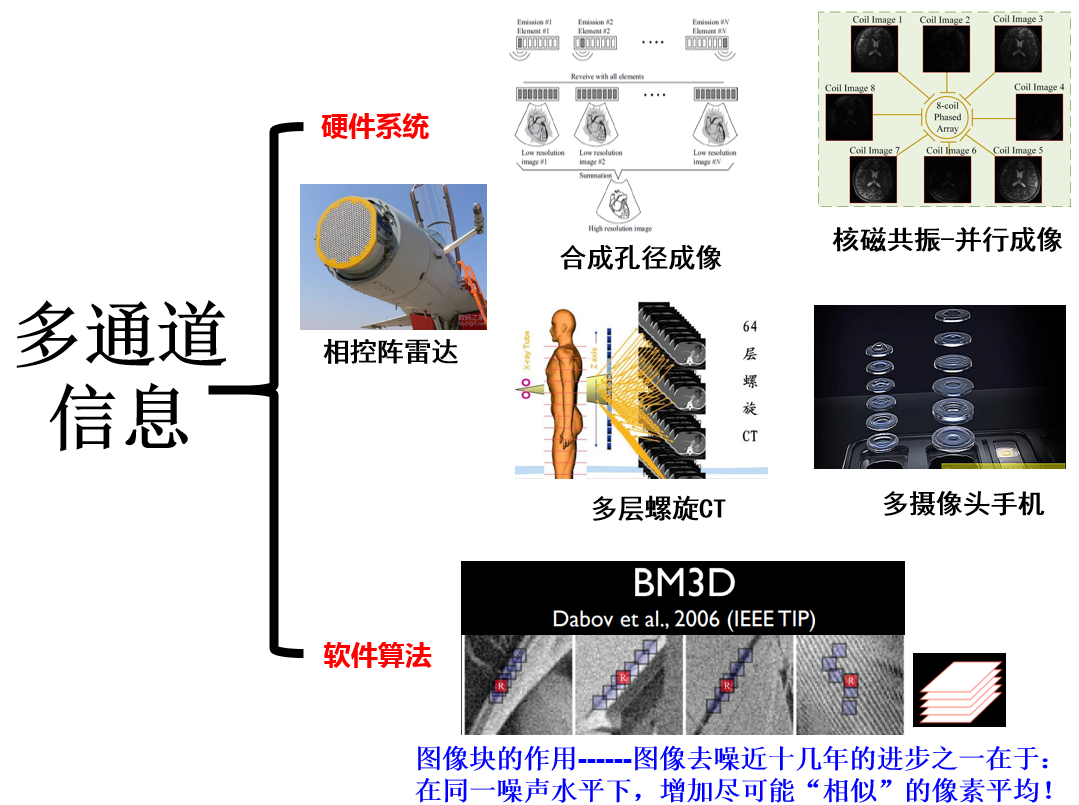 多通道
信息
硬件系统
相控阵雷达
Emission #1
Element #1
Emission #2
Element #2
Emission #N
Element #N
Reveive with all elements
Low resolution
image #1
Low resolution
image #2
Low resolution
image #N
Summation
High resolution image
合成孔径成像
Coil Image 1
Coil Image 2
Coil Image 3
Coil Image 8
Coil Image 4
8-coil
Phased
Array
Coil Image 7
Coil Image 6
Coil Image 5
核磁共振-并行成像
X-ray Tube
Z axis
64
层
螺
旋
CT
多层螺旋CT
多摄像头手机
软件算法
BM3D
Dabov et al., 2006 (IEEE TIP)
R
R
R
R
图像块的作用------图像去噪近十几年的进步之一在于：
在同一噪声水平下，增加尽可能“相似”的像素平均！